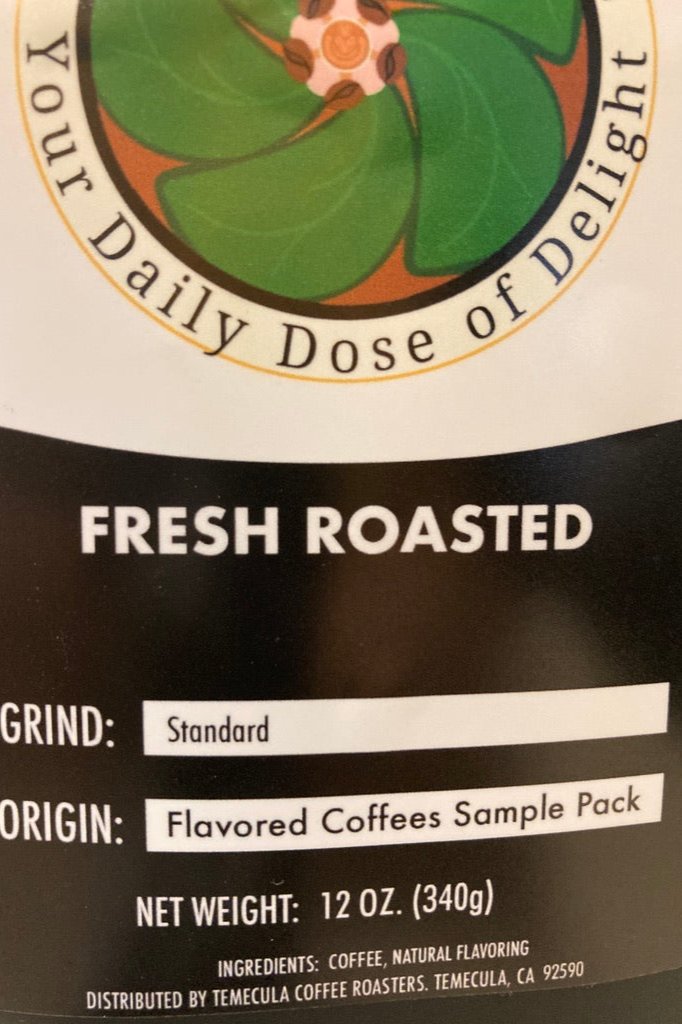 Your Daily Dose of Delight
FRESH ROASTED
GRIND: Standard
ORIGIN: Flavored Coffees Sample Pack
NET WEIGHT: 12 OZ. (340g)
INGREDIENTS: COFFEE, NATURAL FLAVORING
DISTRIBUTED BY TEMECULA COFFEE ROASTERS. TEMECULA, CA 92590